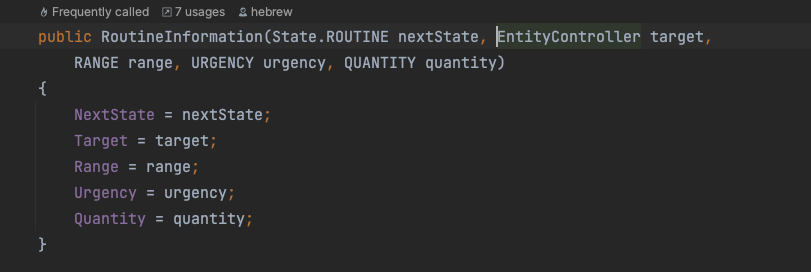 Frequently called 7 usages hebrew
public RoutineInformation(State.ROUTINE nextState, EntityController target,
RANGE range, URGENCY urgency, QUANTITY quantity)
{
NextState = nextState;
Target = target;
Range = range;
Urgency = urgency;
Quantity = quantity;
}